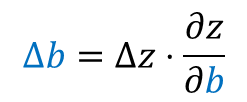 Δb = Δz · ∂z/∂b